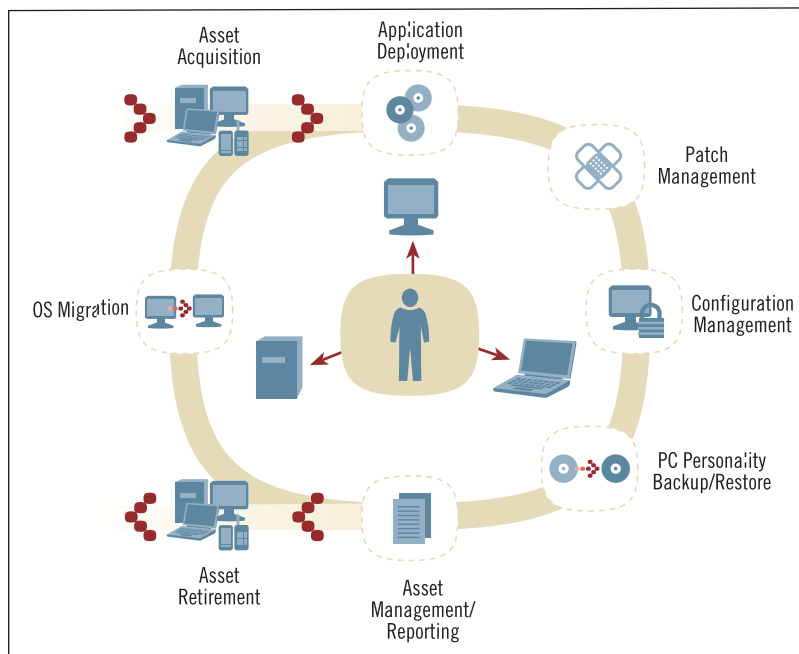 Asset
Acquisition
Application
Deployment
Patch
Management
OS Migration
Configuration
Management
PC Personality
Backup/Restore
Asset
Retirement
Asset
Management/
Reporting